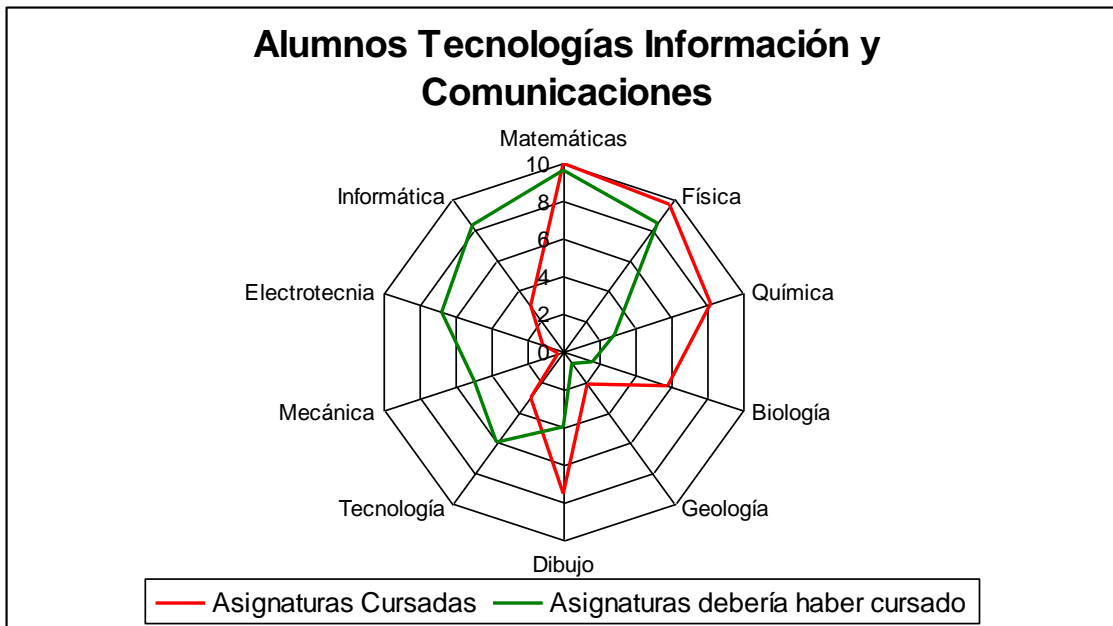 Alumnos Tecnologías Información y
Comunicaciones
Matemáticas
10
Informática
Física
8
6
Electrotecnia
Química
4
2
0
Mecánica
Biología
Tecnología
Geología
Dibujo
Asignaturas Cursadas
Asignaturas debería haber cursado